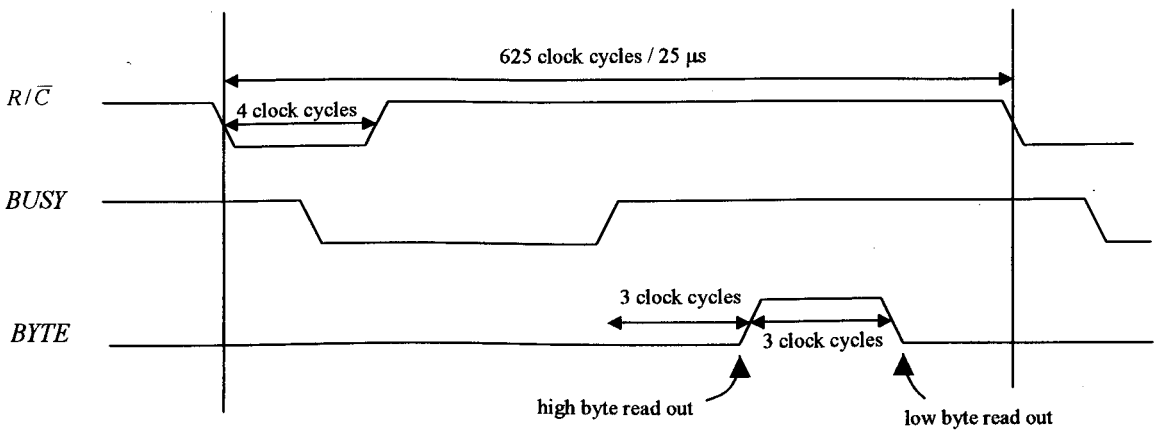 625 clock cycles / 25 μs
R/C̅
4 clock cycles
BUSY
3 clock cycles
BYTE
3 clock cycles
high byte read out
low byte read out